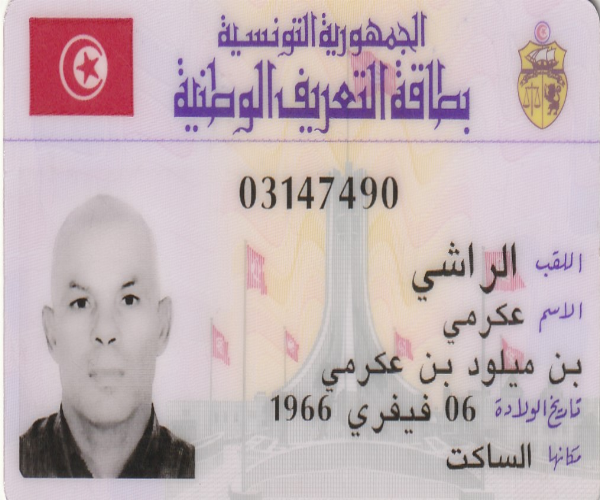 الجمهورية التونسية
بطاقة التعريف الوطنية
03147490
اللقب الراشي
الاسم عكرمي
بن ميلود بن عكرمي
تاريخ الولادة 06 فيفري 1966
مكانها الساكت